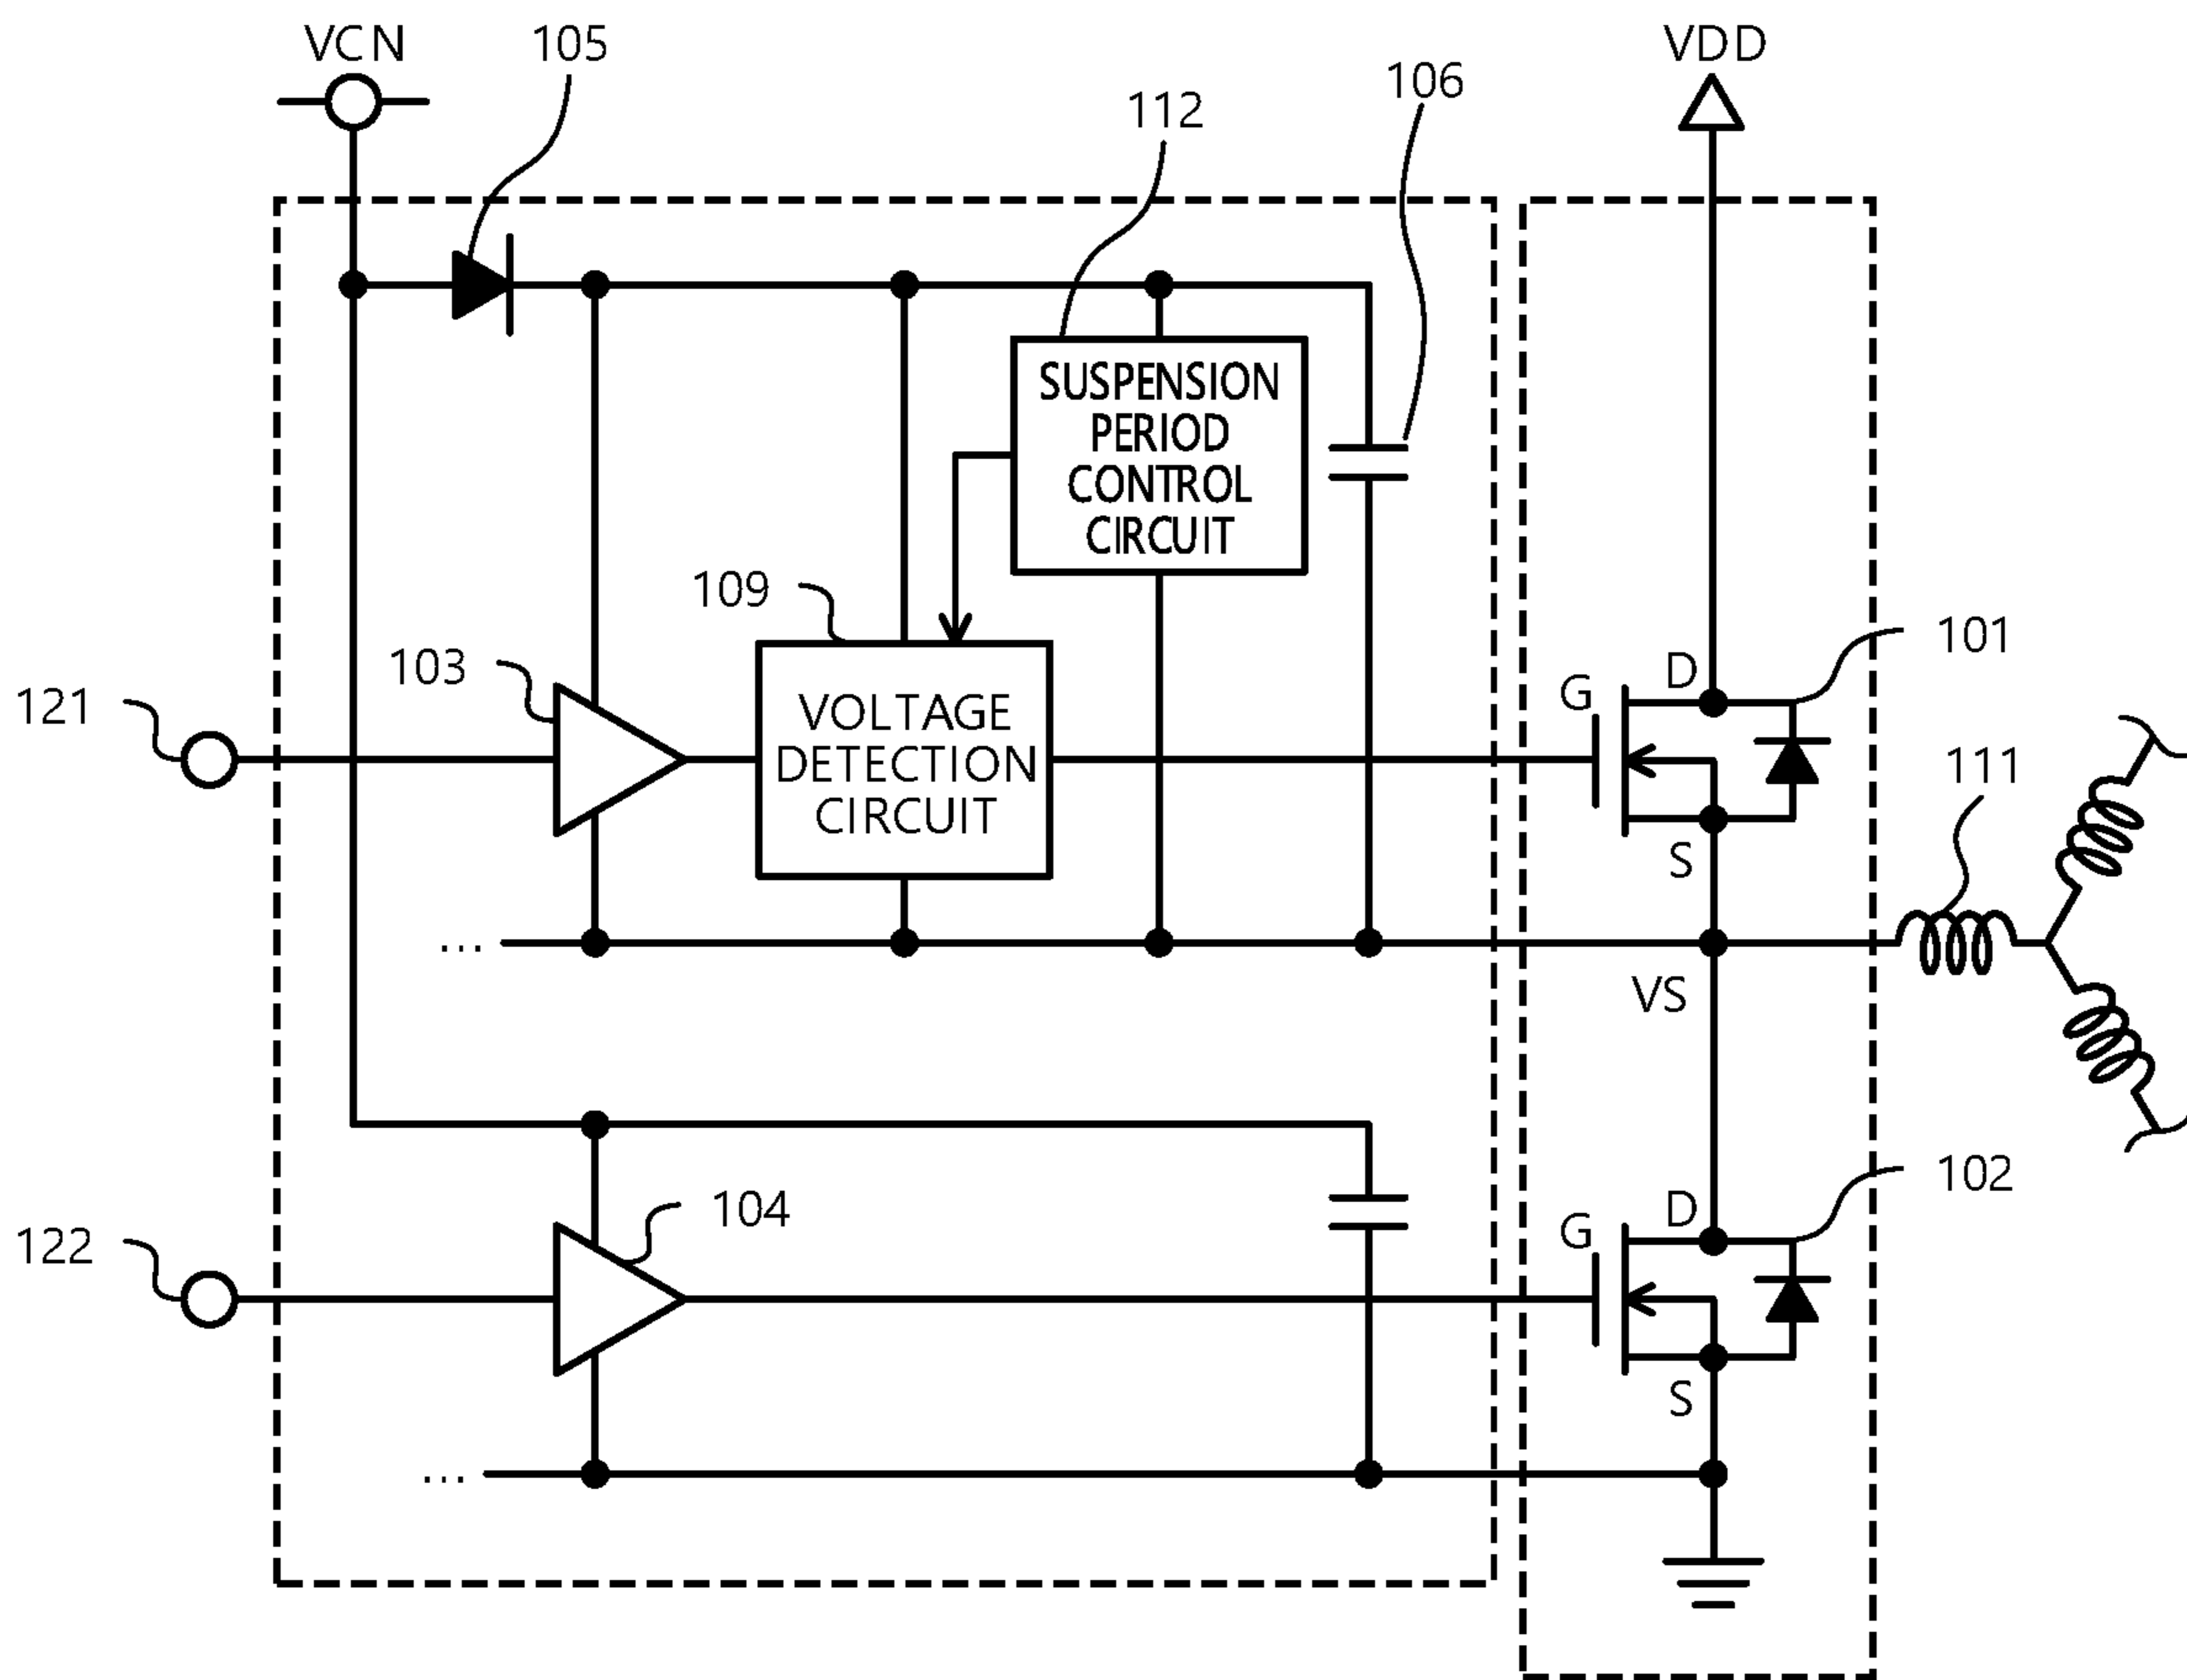 VCN
105
VDD
106
112
SUSPENSION
PERIOD
CONTROL
CIRCUIT
109
103
121
VOLTAGE
DETECTION
CIRCUIT
G
D
101
S
111
...
VS
104
122
G
D
102
S
...